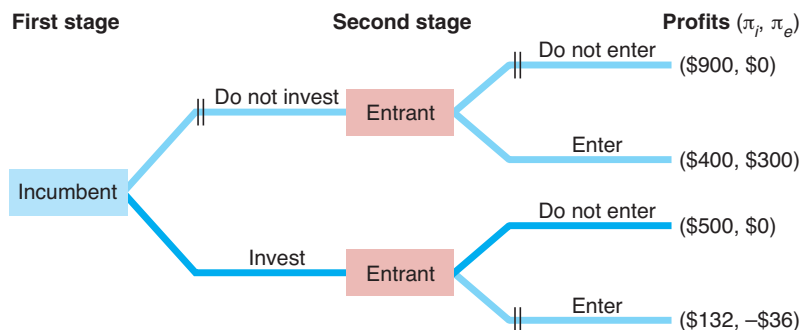 First stage Second stage Profits (πi, πe)
Do not enter
($900, $0)
Do not invest
Entrant
Enter
($400, $300)
Incumbent
Do not enter
($500, $0)
Invest
Entrant
Enter
($132, –$36)